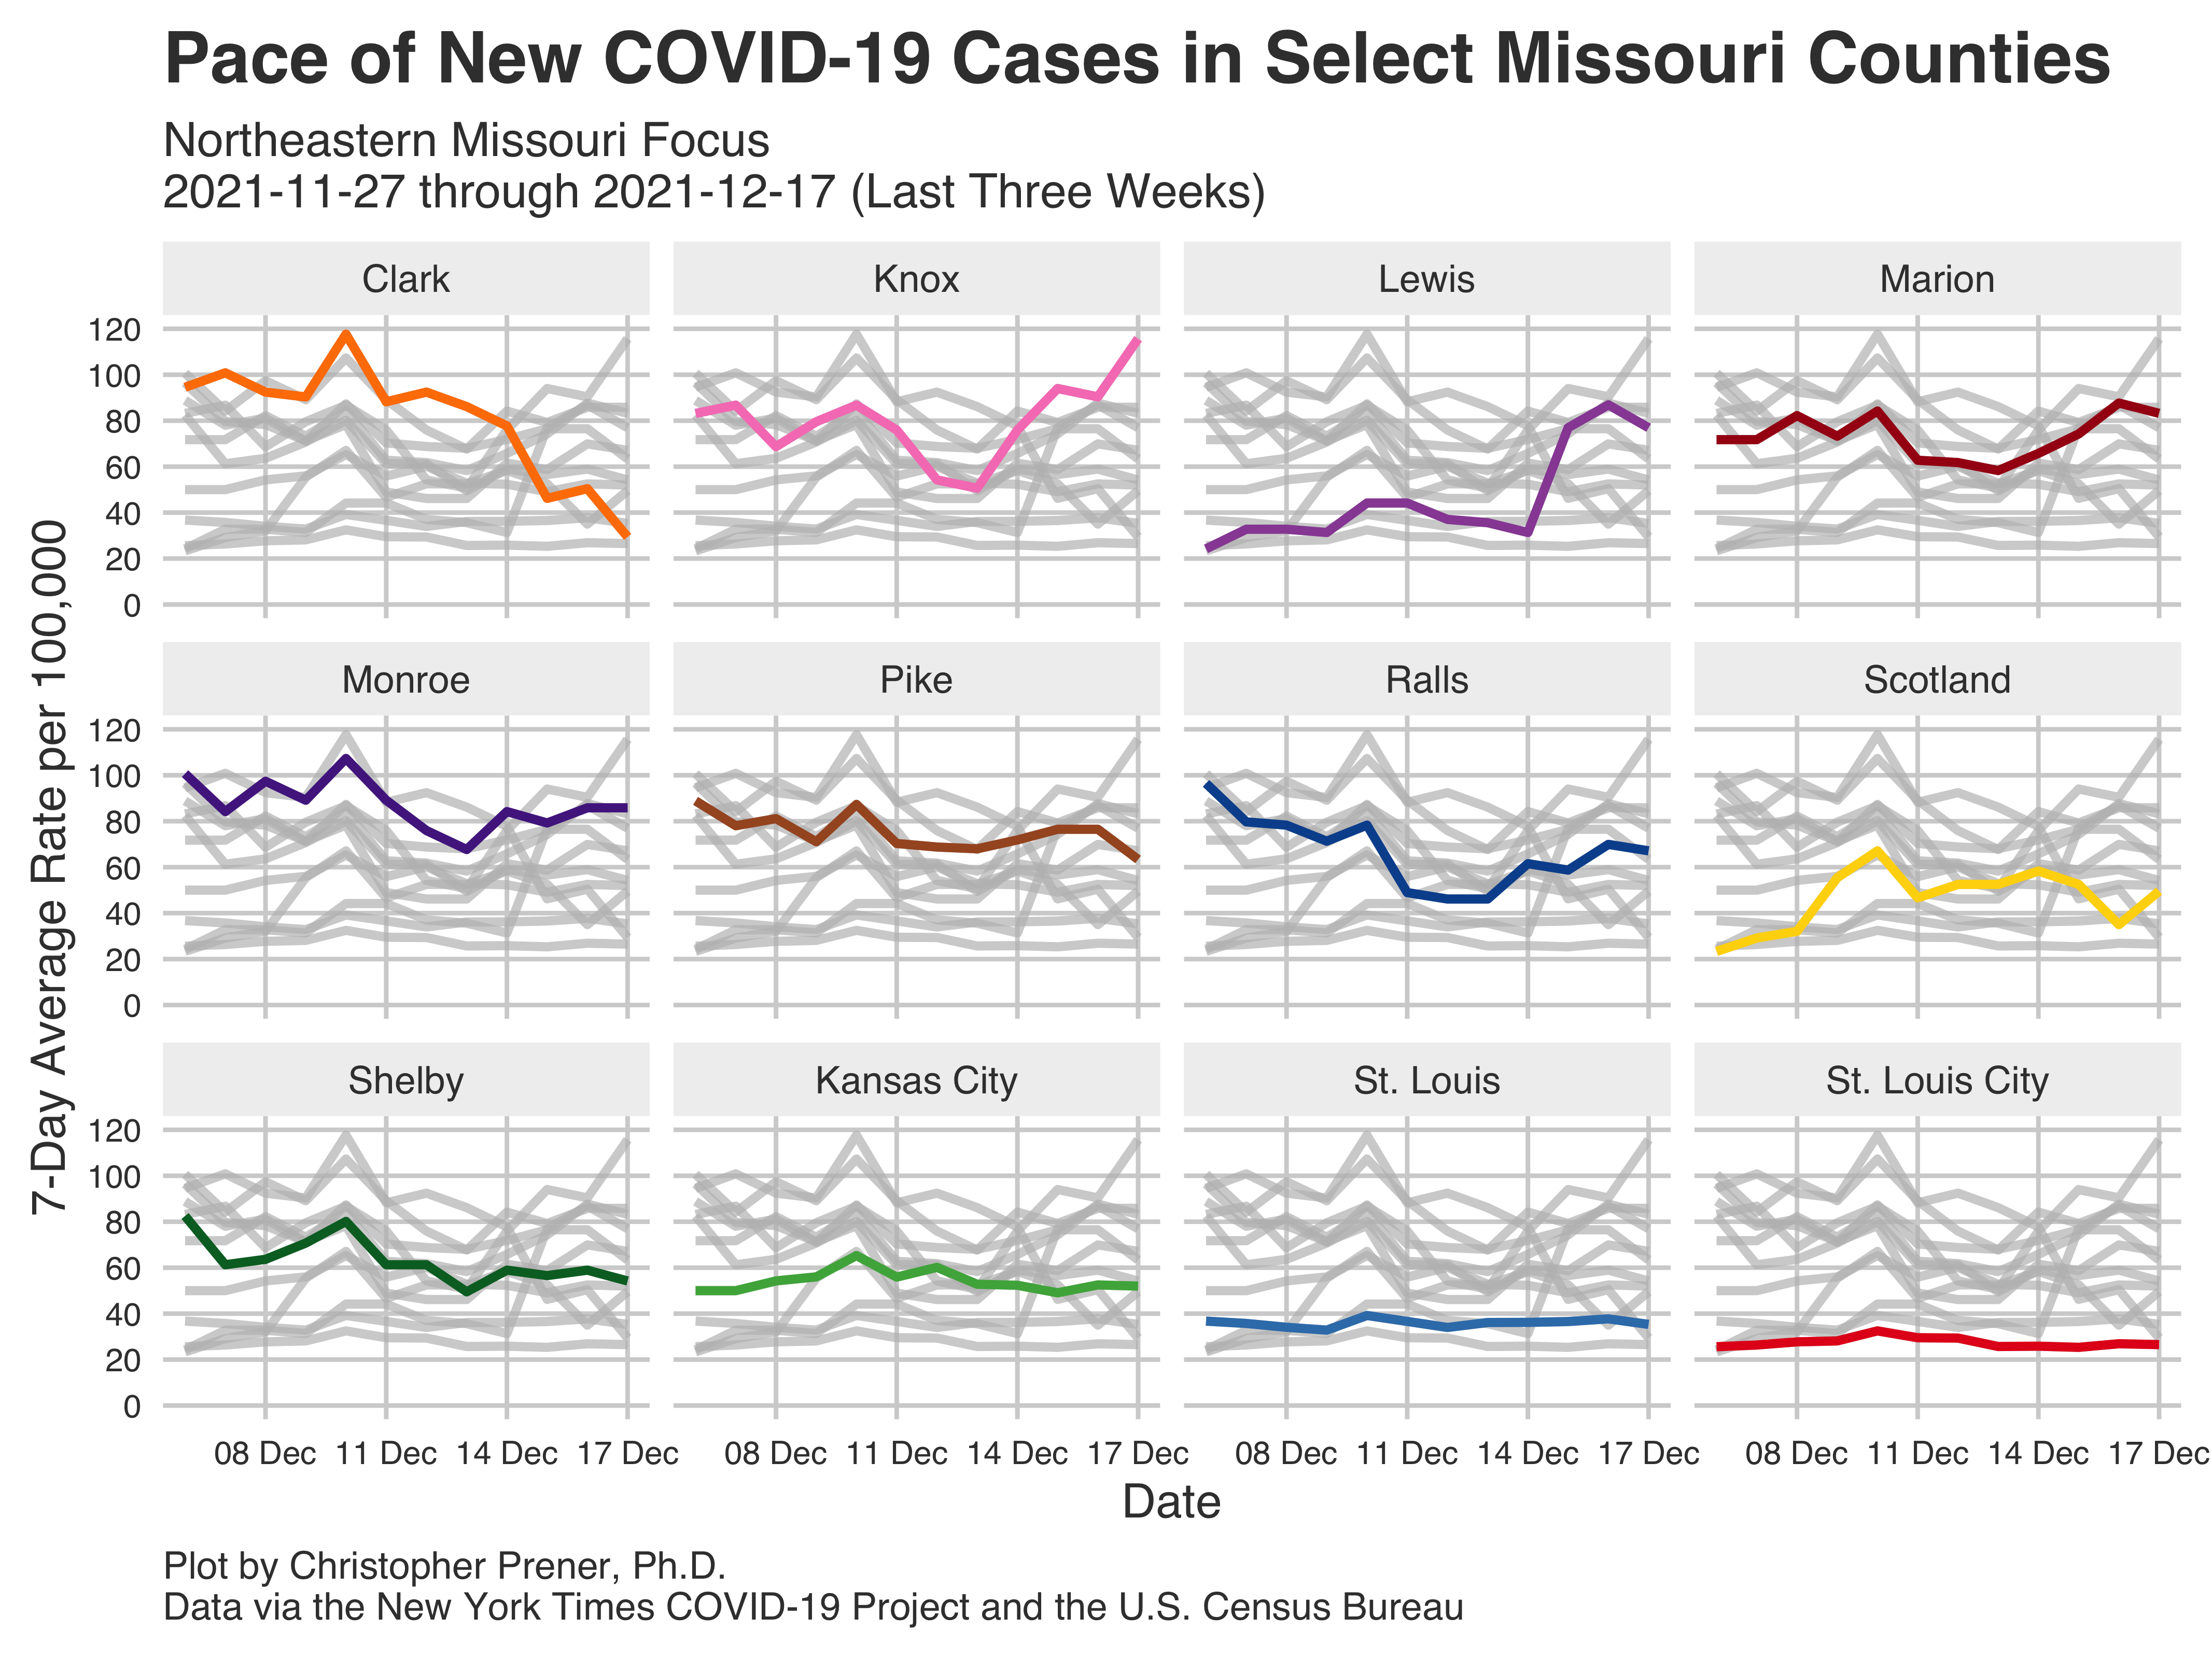 Pace of New COVID-19 Cases in Select Missouri Counties
Northeastern Missouri Focus
2021-11-27 through 2021-12-17 (Last Three Weeks)
7-Day Average Rate per 100,000
Clark
Knox
Lewis
Marion
120
100
80
60
40
20
0
Monroe
Pike
Ralls
Scotland
120
100
80
60
40
20
0
Shelby
Kansas City
St. Louis
St. Louis City
120
100
80
60
40
20
0
08 Dec 11 Dec 14 Dec 17 Dec 08 Dec 11 Dec 14 Dec 17 Dec 08 Dec 11 Dec 14 Dec 17 Dec 08 Dec 11 Dec 14 Dec 17 Dec
Date
Plot by Christopher Prener, Ph.D.
Data via the New York Times COVID-19 Project and the U.S. Census Bureau